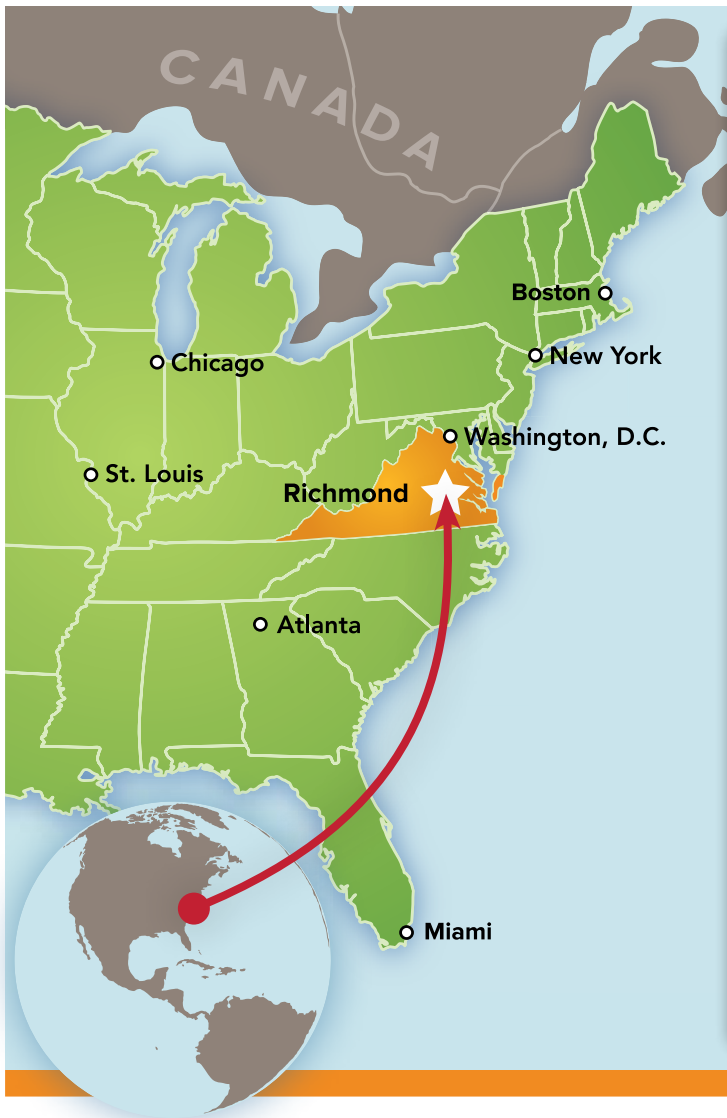 CANADA
Boston
New York
Chicago
Washington, D.C.
St. Louis
Richmond
Atlanta
Miami